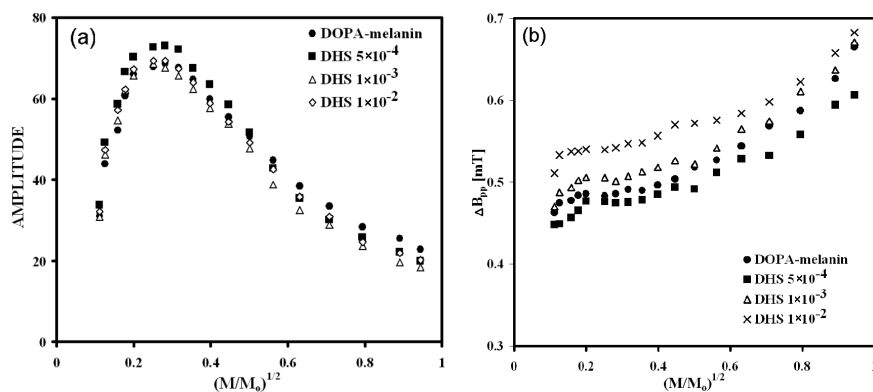 (a)
AMPLITUDE
80
60
40
20
0
DOPA-melanin
DHS 5×10⁻⁴
DHS 1×10⁻³
DHS 1×10⁻²
0 0.2 0.4 0.6 0.8 1
(M/Mₒ)^1/2
(b)
ΔBpp [mT]
0.7
0.6
0.5
0.4
0.3
DOPA-melanin
DHS 5×10⁻⁴
DHS 1×10⁻³
DHS 1×10⁻²
0 0.2 0.4 0.6 0.8 1
(M/Mₒ)^1/2